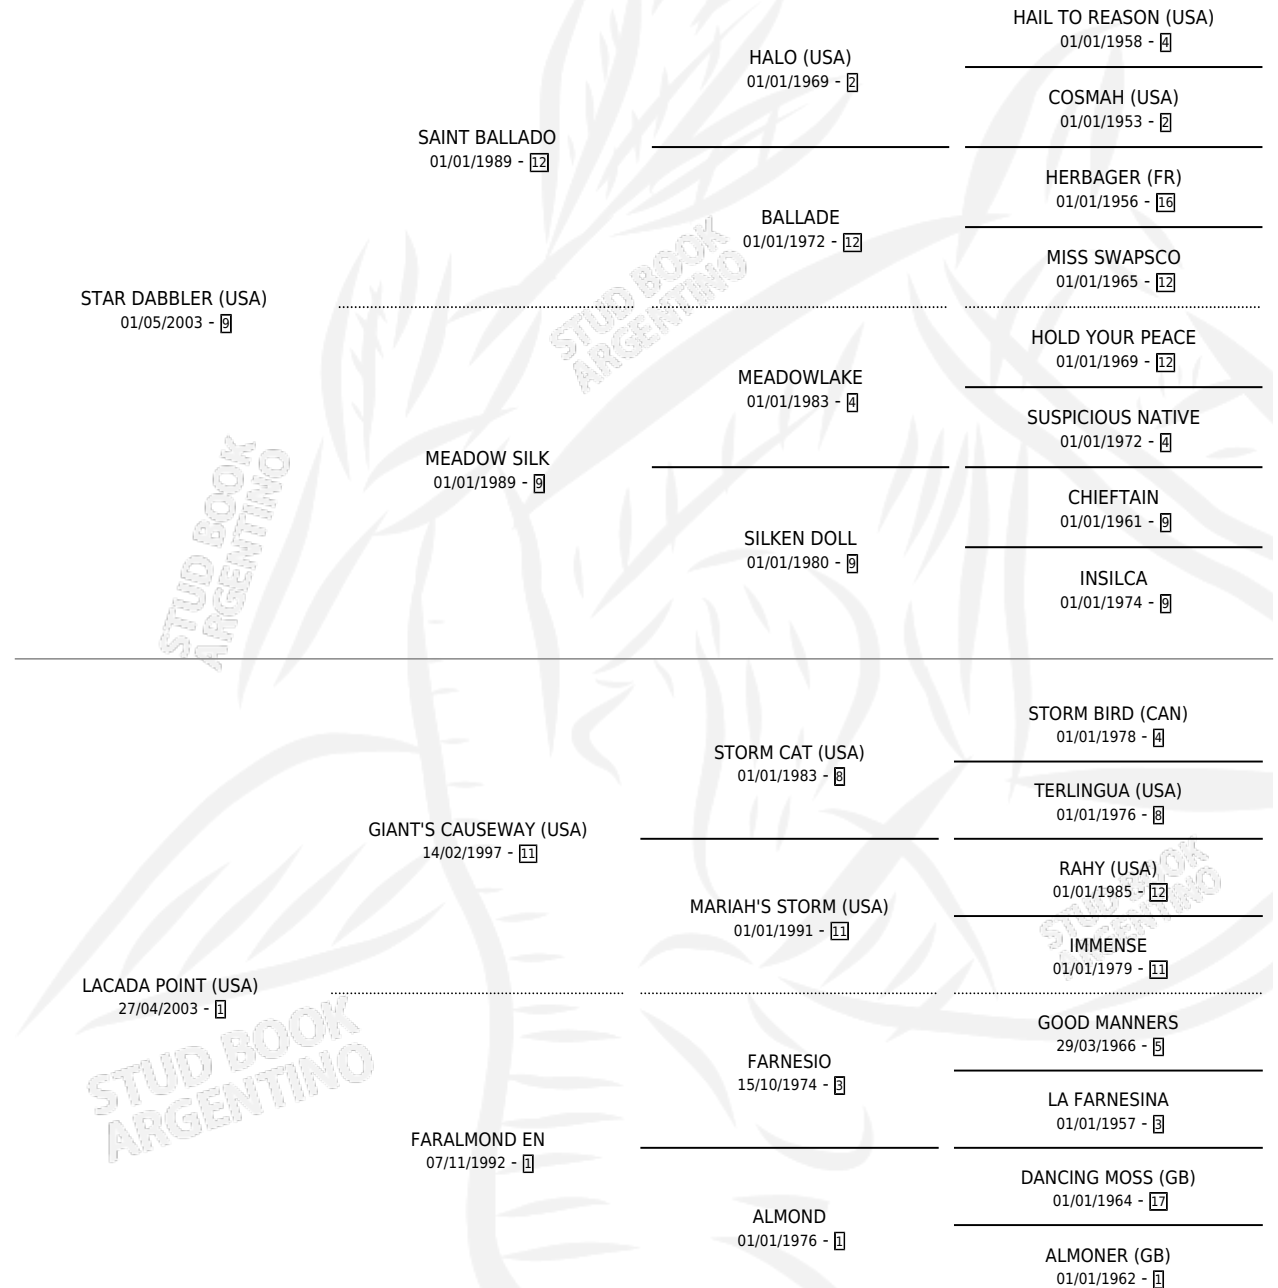 HAIL TO REASON (USA)
01/01/1958 - 4
HALO (USA)
01/01/1969 - 2
COSMAH (USA)
01/01/1953 - 2
SAINT BALLADO
01/01/1989 - 12
HERBAGER (FR)
01/01/1956 - 16
BALLADE
01/01/1972 - 12
MISS SWAPSCO
01/01/1965 - 12
STAR DABBLER (USA)
01/05/2003 - 9
HOLD YOUR PEACE
01/01/1969 - 12
MEADOWLAKE
01/01/1983 - 4
SUSPICIOUS NATIVE
01/01/1972 - 4
MEADOW SILK
01/01/1989 - 9
CHIEFTAIN
01/01/1961 - 9
SILKEN DOLL
01/01/1980 - 9
INSILCA
01/01/1974 - 9
STORM BIRD (CAN)
01/01/1978 - 4
STORM CAT (USA)
01/01/1983 - 8
TERLINGUA (USA)
01/01/1976 - 8
GIANT'S CAUSEWAY (USA)
14/02/1997 - 11
RAHY (USA)
01/01/1985 - 12
MARIAH'S STORM (USA)
01/01/1991 - 11
IMMENSE
01/01/1979 - 11
LACADA POINT (USA)
27/04/2003 - 1
GOOD MANNERS
29/03/1966 - 5
FARNESIO
15/10/1974 - 3
LA FARNESINA
01/01/1957 - 3
FARALMOND EN
07/11/1992 - 1
DANCING MOSS (GB)
01/01/1964 - 17
ALMOND
01/01/1976 - 1
ALMONER (GB)
01/01/1962 - 1
STUD BOOK
ARGENTINO
STUD BOOK
ARGENTINO
STUD BOOK
ARGENTINO
STUD BOOK
ARGENTINO